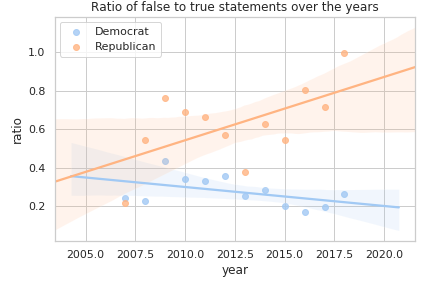 Ratio of false to true statements over the years
Democrat
Republican
1.0
0.8
0.6
0.4
0.2
ratio
2005.0 2007.5 2010.0 2012.5 2015.0 2017.5 2020.0
year